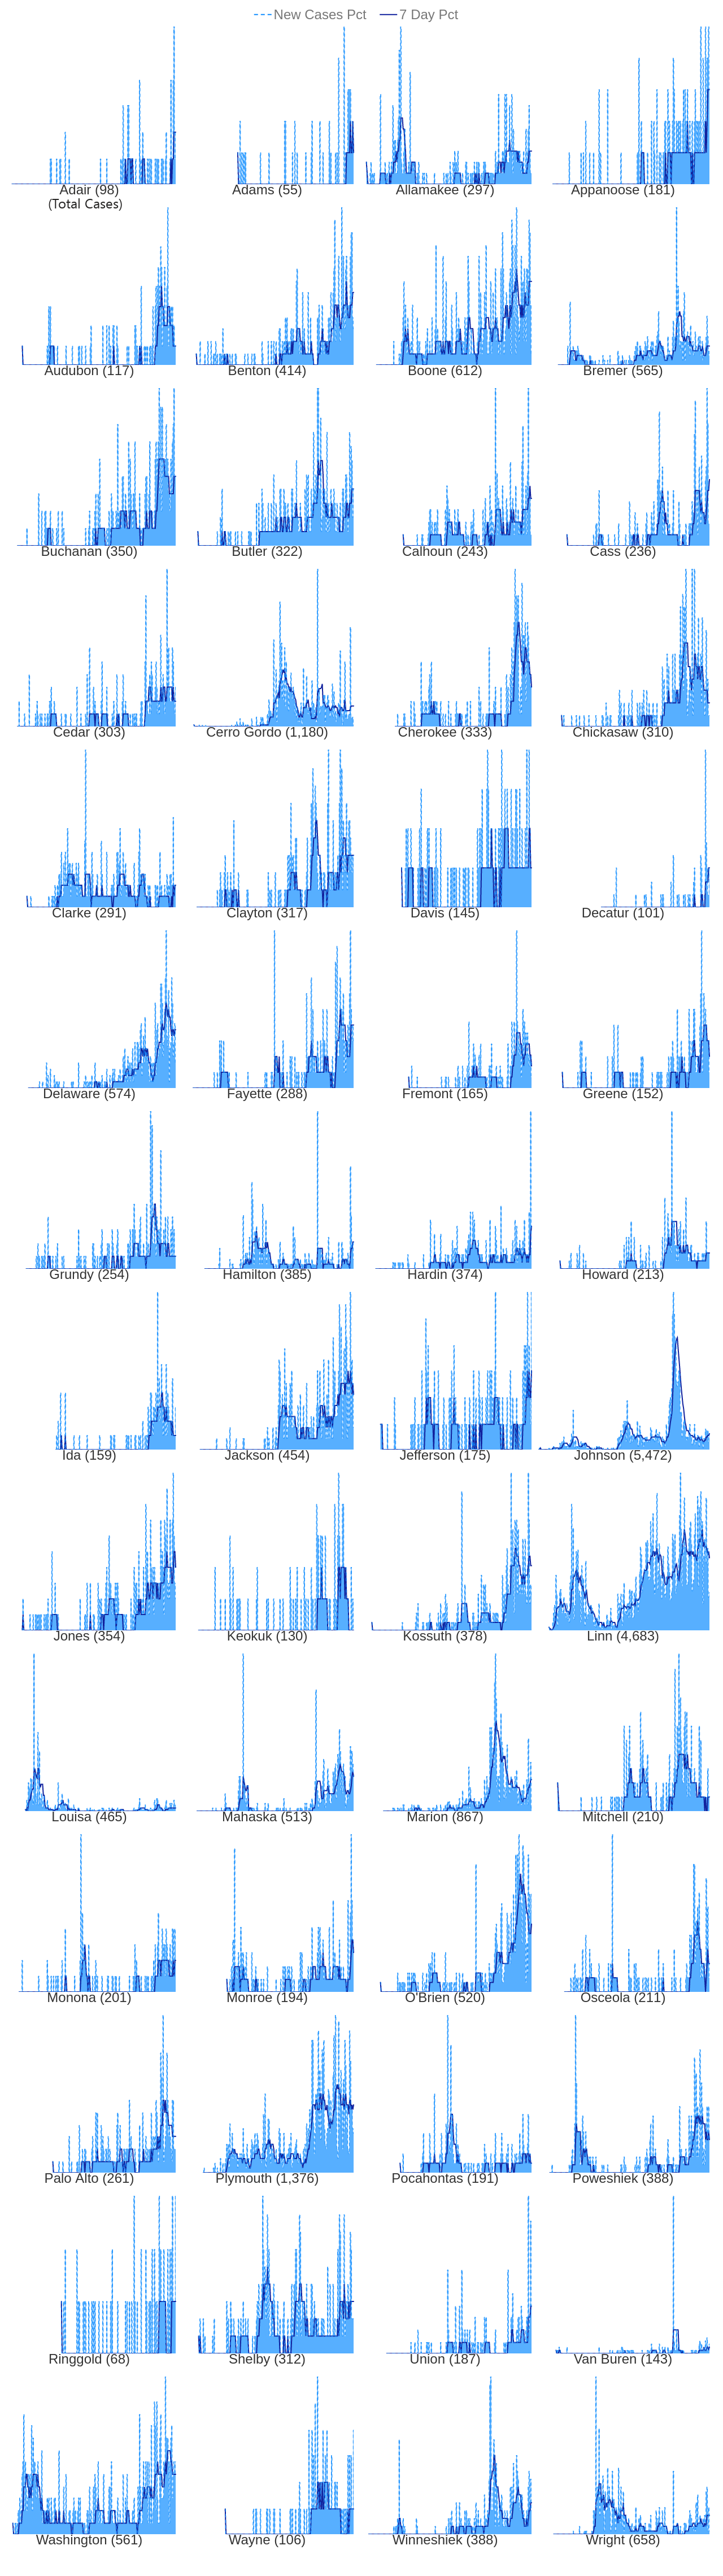 New Cases Pct 7 Day Pct
Adair (98) Adams (55) Allamakee (297) Appanoose (181)
(Total Cases)
Audubon (117) Benton (414) Boone (612) Bremer (565)
Buchanan (350) Butler (322) Calhoun (243) Cass (236)
Cedar (303) Cerro Gordo (1,180) Cherokee (333) Chickasaw (310)
Clarke (291) Clayton (317) Davis (145) Decatur (101)
Delaware (574) Fayette (288) Fremont (165) Greene (152)
Grundy (254) Hamilton (385) Hardin (374) Howard (213)
Ida (159) Jackson (454) Jefferson (175) Johnson (5,472)
Jones (354) Keokuk (130) Kossuth (378) Linn (4,683)
Louisa (465) Mahaska (513) Marion (867) Mitchell (210)
Monona (201) Monroe (194) O'Brien (520) Osceola (211)
Palo Alto (261) Plymouth (1,376) Pocahontas (191) Poweshiek (388)
Ringgold (68) Shelby (312) Union (187) Van Buren (143)
Washington (561) Wayne (106) Winneshiek (388) Wright (658)